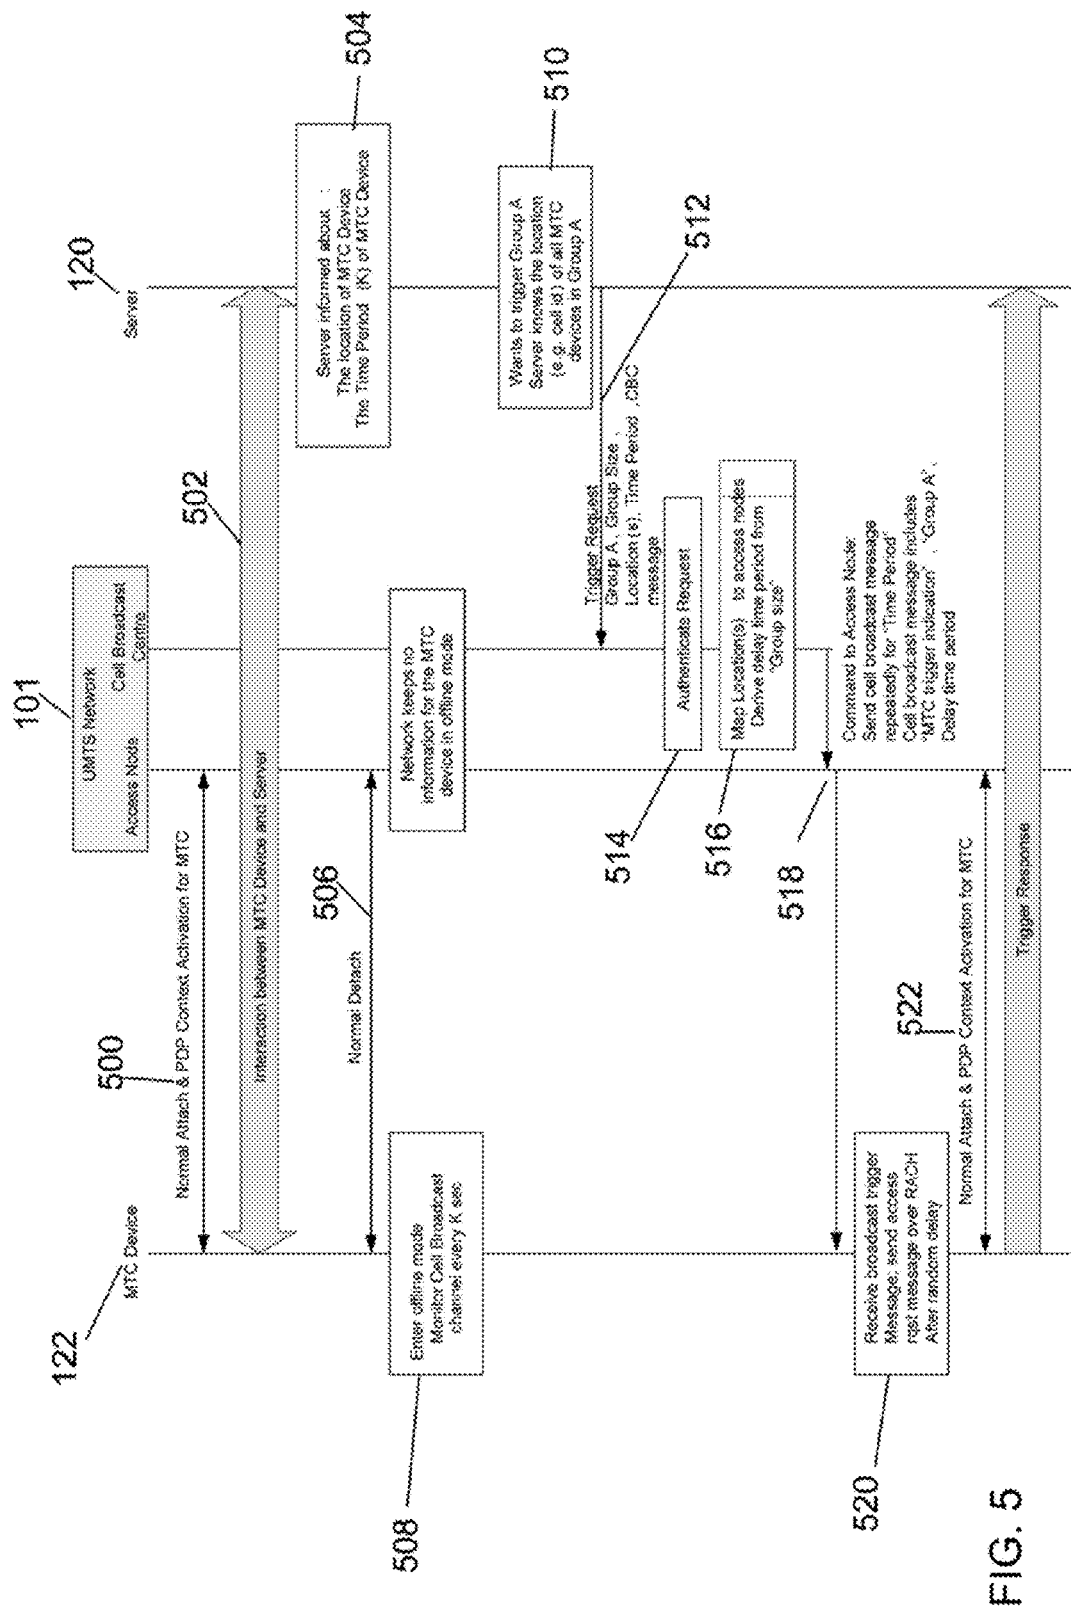 122
MTC Device
101
UMTS Network
Access Node
Cell Broadcast
Centre
120
Server
500
Normal Attach & PDP Context Activation for MTC
502
Interaction between MTC Device and Server
504
Server informed about :
The location of MTC Device
The Time Period (K) of MTC Device
506
Normal Detach
508
Enter offline mode
Monitor Cell Broadcast
channel every K sec
Network keeps no
information for the MTC
device in offline mode
510
Wants to trigger Group A
Server knows the location
(e.g. cell id) of all MTC
devices in Group A
512
Trigger Request
Group A, Group Size ,
Location (s), Time Period , CBC
message
514
Authenticate Request
516
Map Location(s) to access nodes
Derive delay time period from
"Group size"
518
Command to Access Node:
Send cell broadcast message
repeatedly for "Time Period"
Cell broadcast message includes
"MTC trigger indication" , "Group A" ,
Delay time period
520
Receive broadcast trigger
Message; send access
rqst message over RACH
After random delay
522
Normal Attach & PDP Context Activation for MTC
Trigger Response
FIG. 5